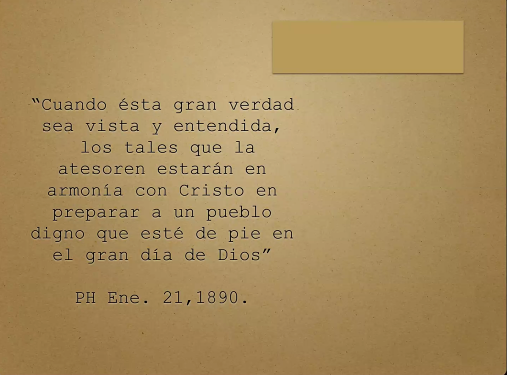 “Cuando ésta gran verdad
sea vista y entendida,
los tales que la
atesoren estarán en
armonía con Cristo en
preparar a un pueblo
digno que esté de pie en
el gran día de Dios”
PH Ene. 21,1890.